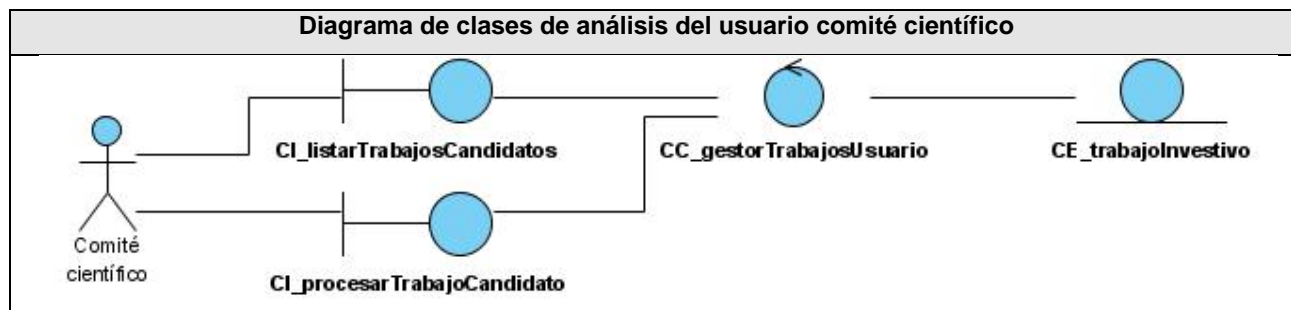 Diagrama de clases de análisis del usuario comité científico
CI_listarTrabajosCandidatos
CC_gestorTrabajosUsuario
CE_trabajoInvestivo
Comité
científico
CI_procesarTrabajoCandidato